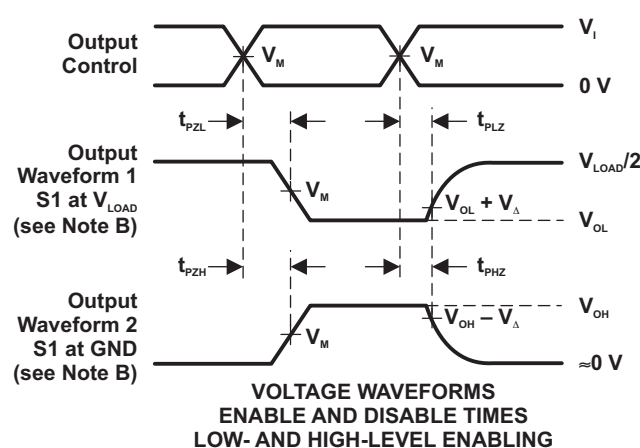 Output
Control
V_M
V_M
V_I
0 V
t_PZL
t_PLZ
Output
Waveform 1
S1 at V_LOAD
(see Note B)
V_M
V_OL + V_Δ
V_LOAD/2
V_OL
t_PZH
t_PHZ
Output
Waveform 2
S1 at GND
(see Note B)
V_M
V_OH − V_Δ
V_OH
≈0 V
VOLTAGE WAVEFORMS
ENABLE AND DISABLE TIMES
LOW- AND HIGH-LEVEL ENABLING